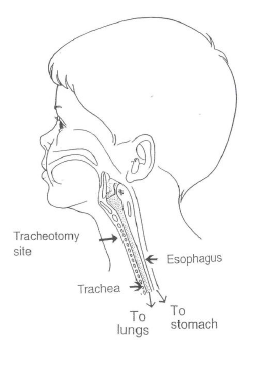 Tracheotomy
site
Esophagus
Trachea
To
lungs
To
stomach